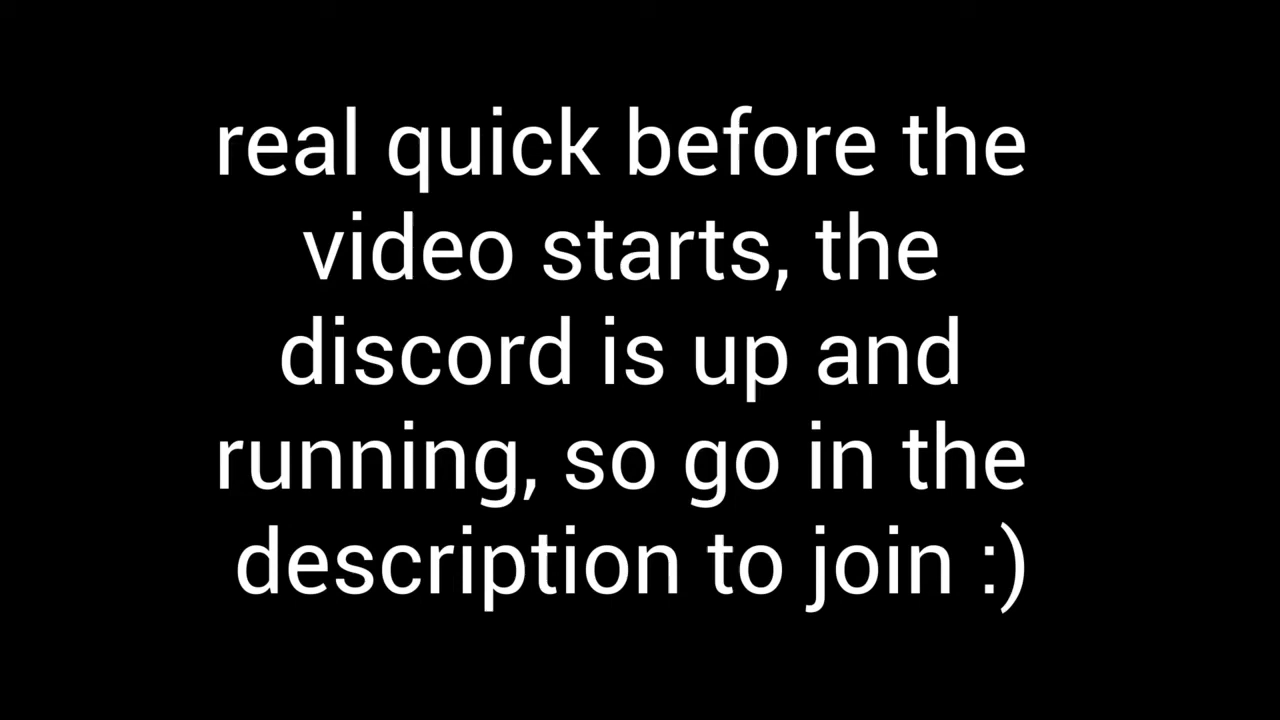 real quick before the
video starts, the
discord is up and
running, so go in the
description to join :)